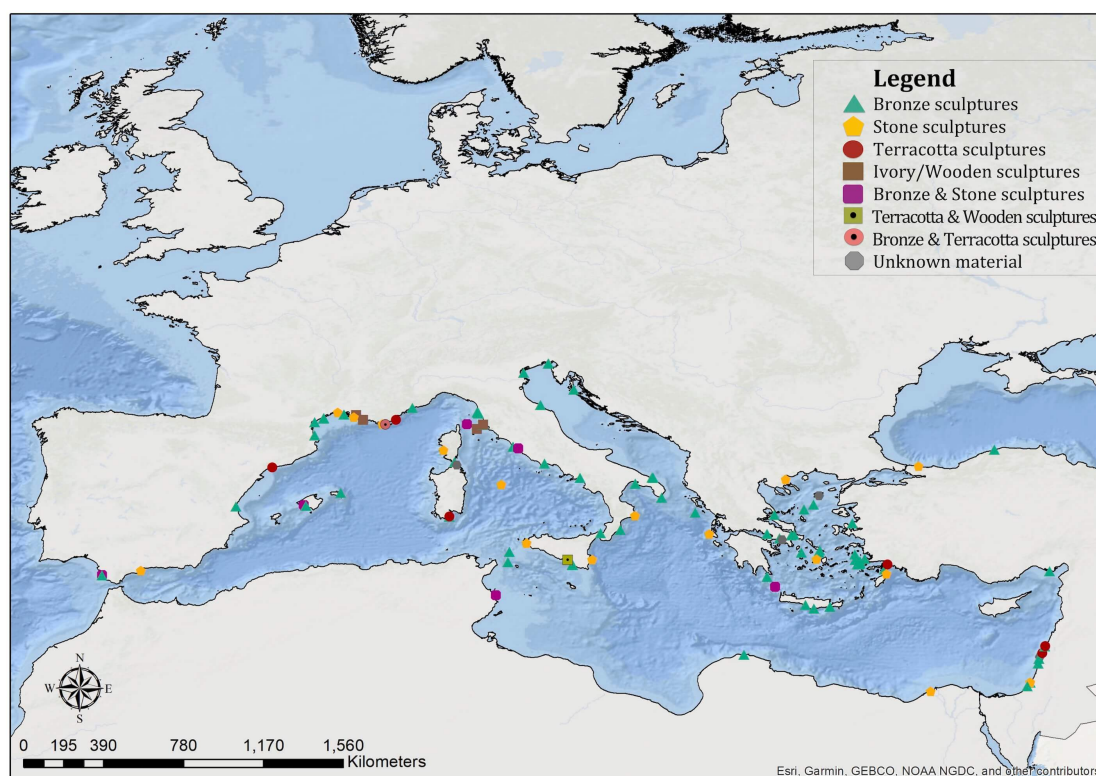 Legend
Bronze sculptures
Stone sculptures
Terracotta sculptures
Ivory/Wooden sculptures
Bronze & Stone sculptures
Terracotta & Wooden sculptures
Bronze & Terracotta sculptures
Unknown material
N
W E
S
0 195 390 780 1,170 1,560
Kilometers
Esri, Garmin, GEBCO, NOAA NGDC, and other contributors